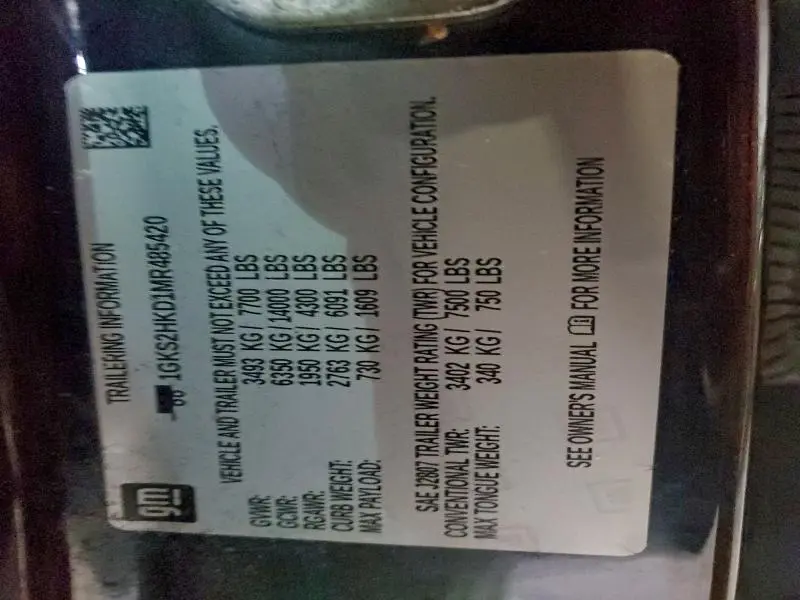 TRAILERING INFORMATION
1GKS2HKD1MR485420
gm
VEHICLE AND TRAILER MUST NOT EXCEED ANY OF THESE VALUES.
GVWR: 3493 KG / 7700 LBS
GCWR: 6350 KG / 14000 LBS
RGAWR: 1950 KG / 4300 LBS
CURB WEIGHT: 2763 KG / 6091 LBS
MAX PAYLOAD: 730 KG / 1609 LBS
SAE J2807 TRAILER WEIGHT RATING (TWR) FOR VEHICLE CONFIGURATION.
CONVENTIONAL TWR: 3402 KG / 7500 LBS
MAX TONGUE WEIGHT: 340 KG / 750 LBS
SEE OWNER'S MANUAL FOR MORE INFORMATION